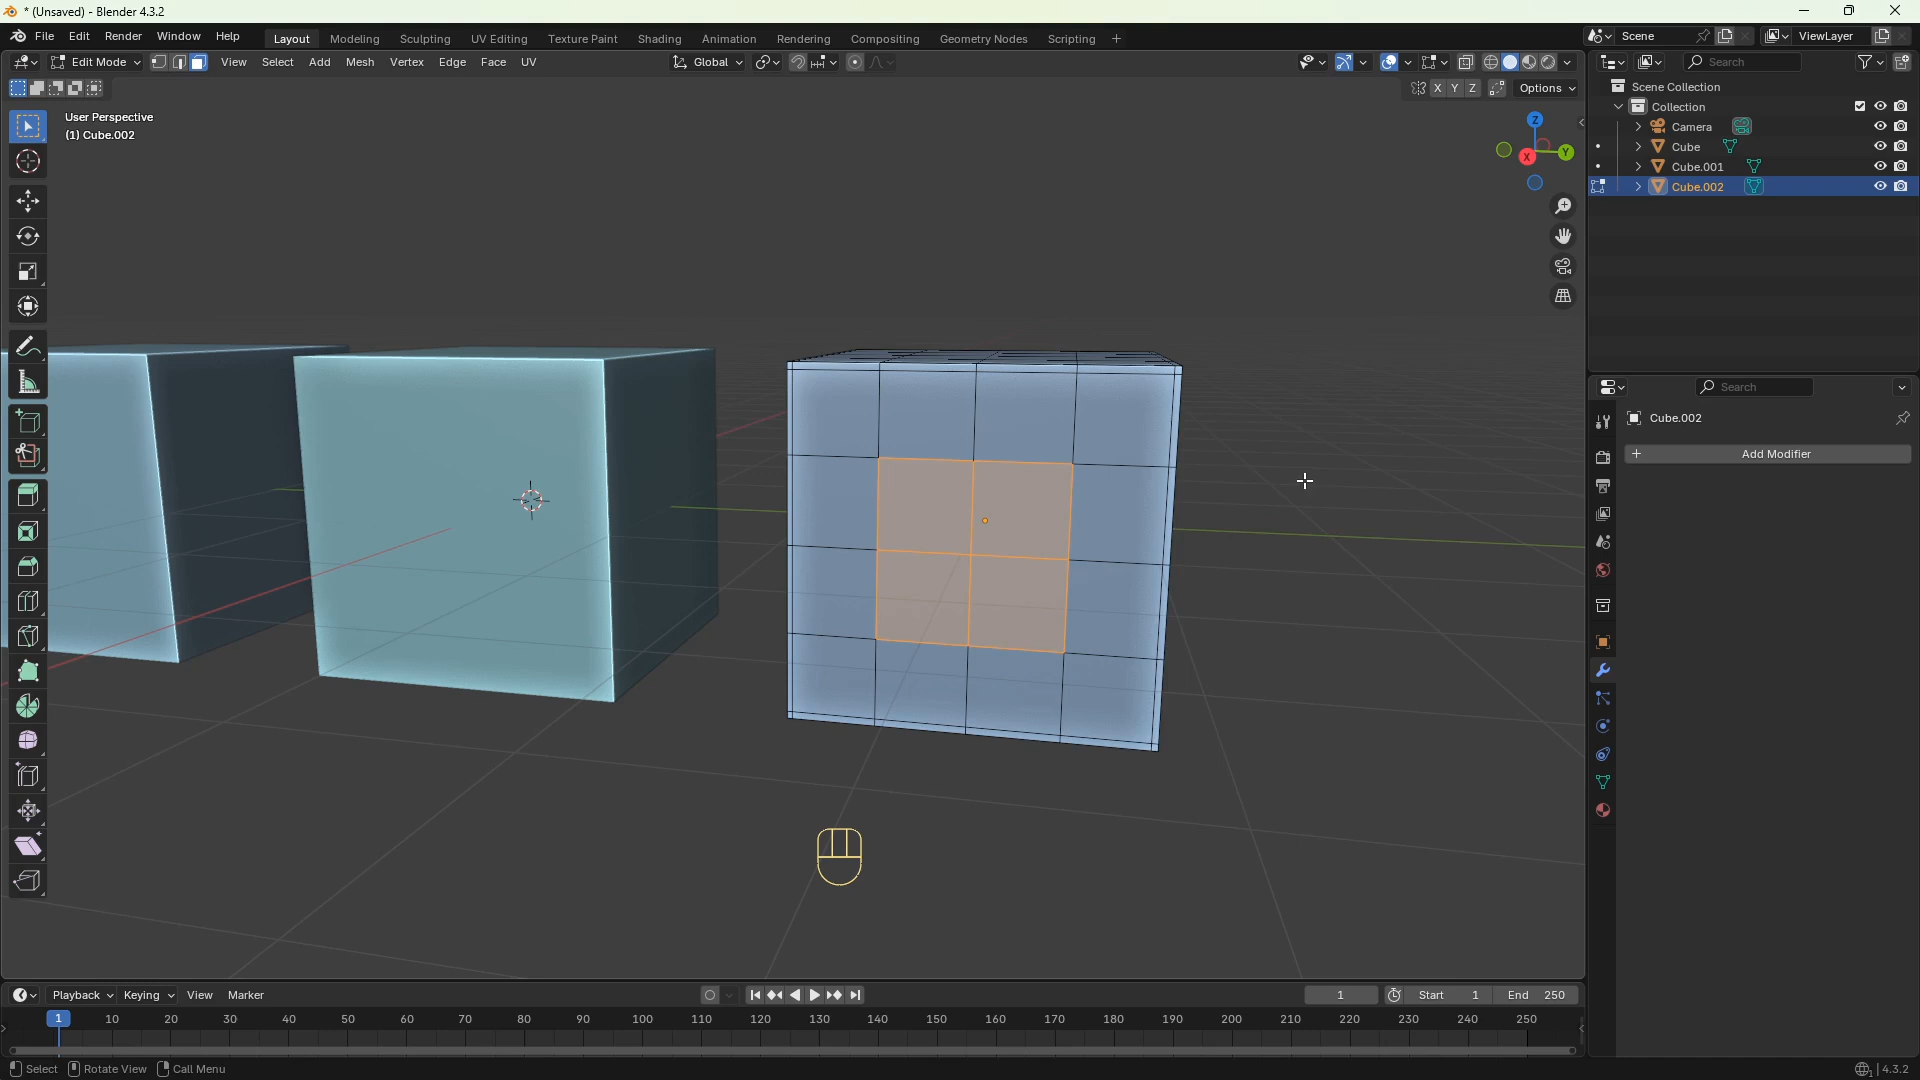 * (Unsaved) - Blender 4.3.2
File Edit Render Window Help Layout Modeling Sculpting UV Editing Texture Paint Shading Animation Rendering Compositing Geometry Nodes Scripting + Scene ViewLayer
Edit Mode View Select Add Mesh Vertex Edge Face UV Global Search
X Y Z Options
Scene Collection
Collection
Camera
Cube
Cube.001
Cube.002
User Perspective
(1) Cube.002
Z
X
Y
Search
Cube.002
+ Add Modifier
Playback Keying View Marker 1 Start 1 End 250
1 10 20 30 40 50 60 70 80 90 100 110 120 130 140 150 160 170 180 190 200 210 220 230 240 250
Select Rotate View Call Menu 4.3.2